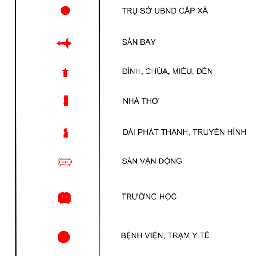 TRỤ SỞ UBND CẤP XÃ
SÂN BAY
ĐÌNH, CHÙA, MIẾU, ĐỀN
NHÀ THỜ
ĐÀI PHÁT THANH, TRUYỀN HÌNH
SÂN VẬN ĐỘNG
TRƯỜNG HỌC
BỆNH VIỆN, TRẠM Y TẾ